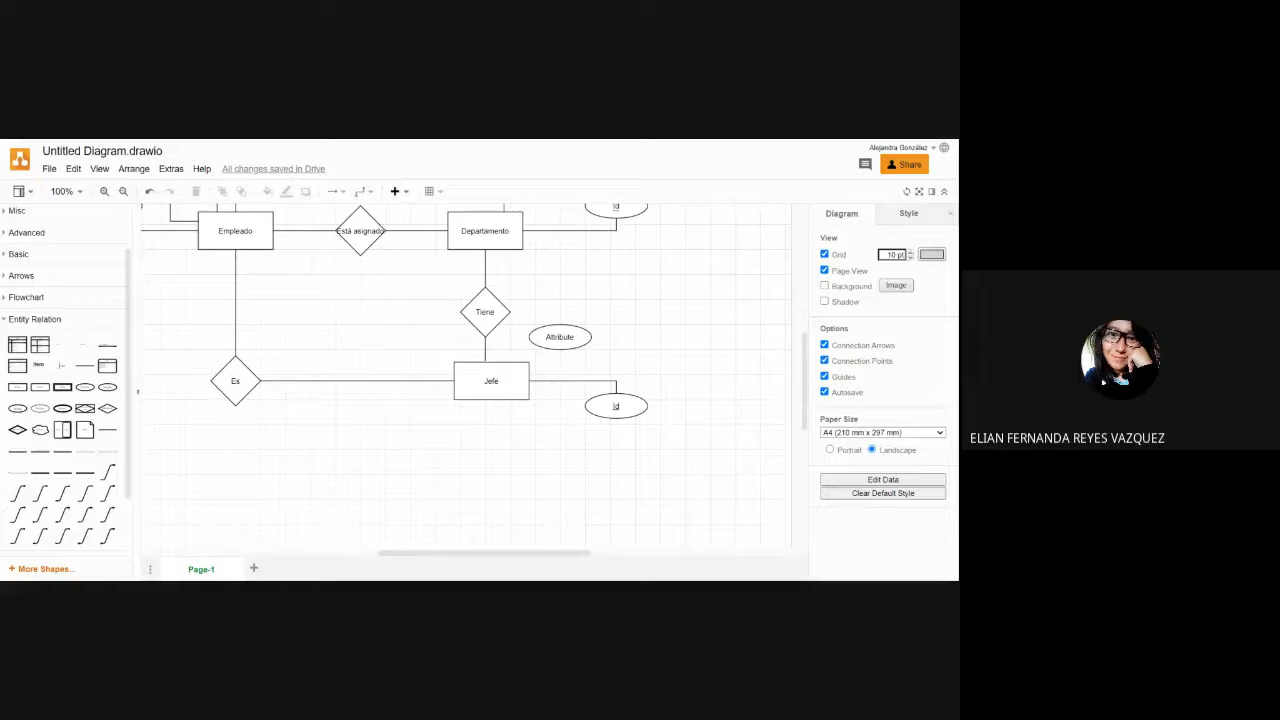 Untitled Diagram.drawio
Alejandra González
File Edit View Arrange Extras Help All changes saved in Drive
Share
100%
Misc
Advanced
Basic
Arrows
Flowchart
Entity Relation
More Shapes...
Id
Empleado
Está asignado
Departamento
Tiene
Attribute
Es
Jefe
Id
Page-1
Diagram Style
View
Grid 10 pt
Page View
Background Image
Shadow
Options
Connection Arrows
Connection Points
Guides
Autosave
Paper Size
A4 (210 mm x 297 mm)
Portrait Landscape
Edit Data
Clear Default Style
ELIAN FERNANDA REYES VAZQUEZ